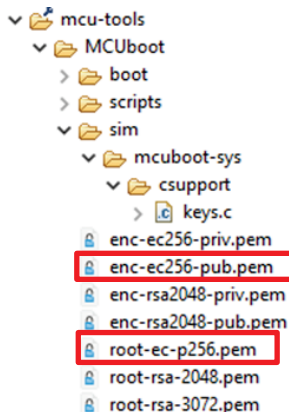 mcu-tools
MCUboot
boot
scripts
sim
mcuboot-sys
csupport
keys.c
enc-ec256-priv.pem
enc-ec256-pub.pem
enc-rsa2048-priv.pem
enc-rsa2048-pub.pem
root-ec-p256.pem
root-rsa-2048.pem
root-rsa-3072.pem